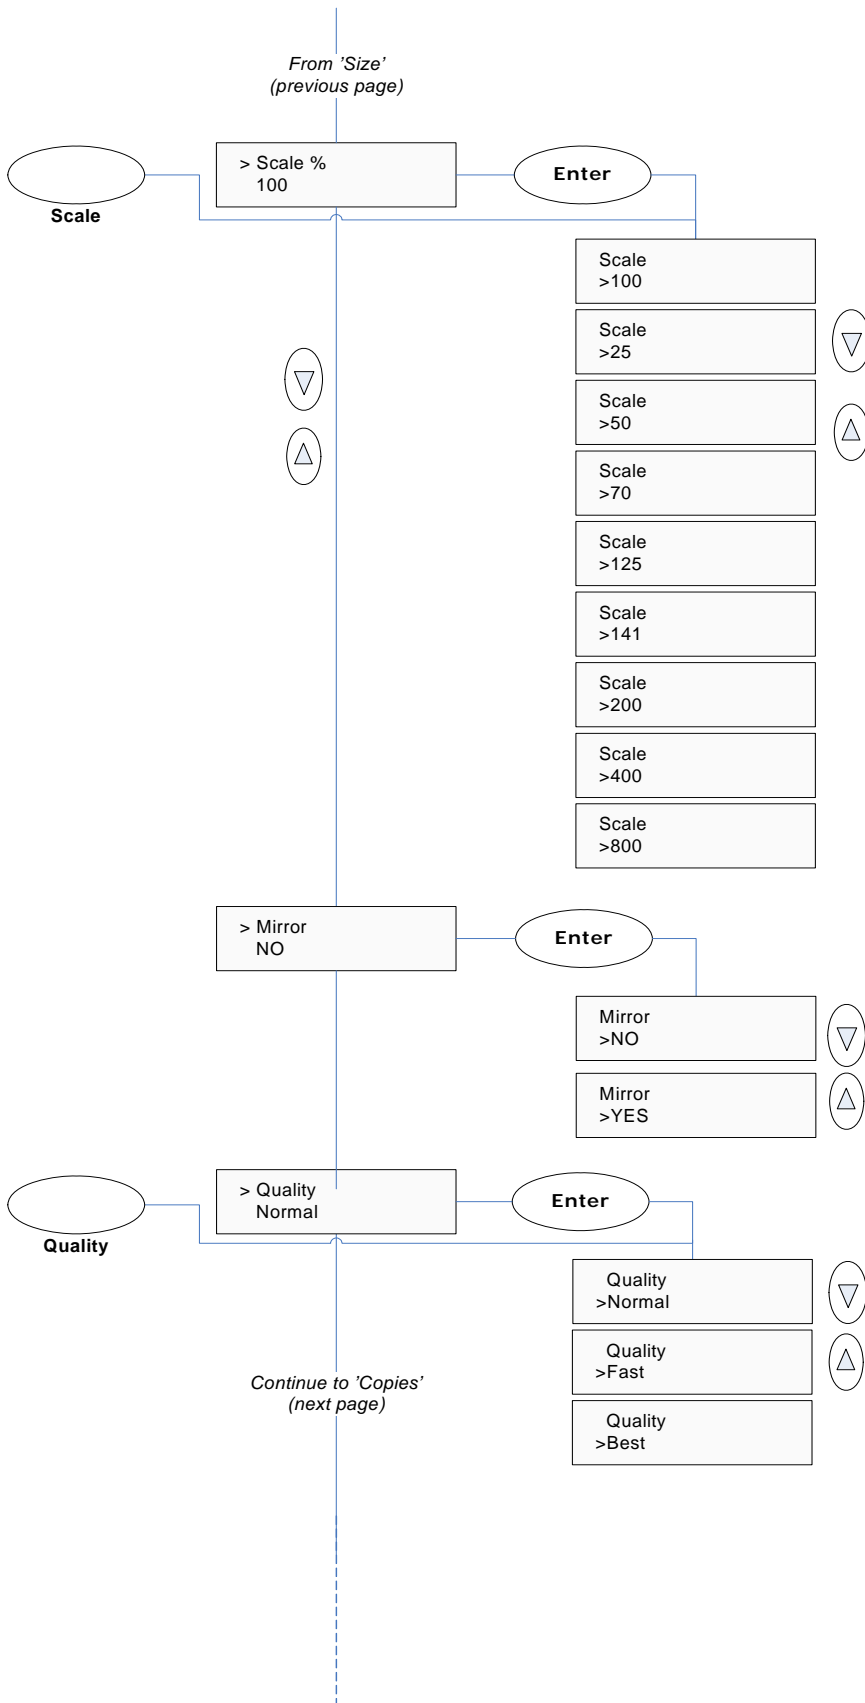 From 'Size'
(previous page)
> Scale %
100
Enter
Scale
Scale
>100
Scale
>25
Scale
>50
Scale
>70
Scale
>125
Scale
>141
Scale
>200
Scale
>400
Scale
>800
> Mirror
NO
Enter
Mirror
>NO
Mirror
>YES
> Quality
Normal
Enter
Quality
Quality
>Normal
Quality
>Fast
Quality
>Best
Continue to 'Copies'
(next page)